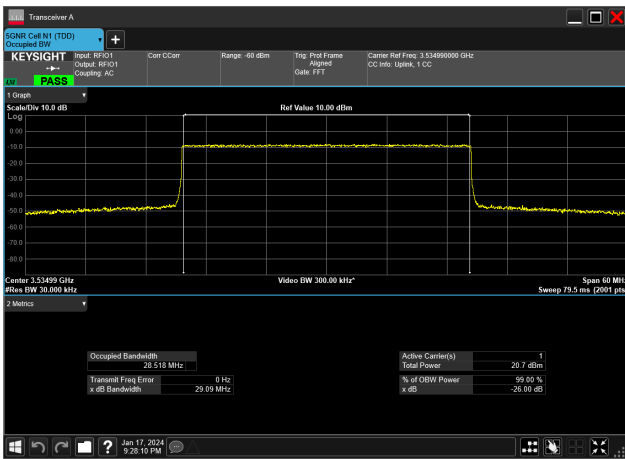 Transceiver A
5GNR Cell N1 (TDD)
Occupied BW
KEYSIGHT
Input: RFIO1
Output: RFIO1
Coupling: AC
Corr CCorr
Range: -60 dBm
Trig: Prot Frame
Aligned
Gate: FFT
Carrier Ref Freq: 3.534990000 GHz
CC Info: Uplink, 1 CC
PASS
1 Graph
Scale/Div 10.0 dB
Ref Value 10.00 dBm
Log
0.00
-10.0
-20.0
-30.0
-40.0
-50.0
-60.0
-70.0
-80.0
Center 3.53499 GHz
Video BW 300.00 kHz*
Span 60 MHz
#Res BW 30.000 kHz
Sweep 79.5 ms (2001 pts
2 Metrics
Occupied Bandwidth
28.518 MHz
Active Carrier(s) 1
Total Power 20.7 dBm
Transmit Freq Error 0 Hz
x dB Bandwidth 29.09 MHz
% of OBW Power 99.00 %
x dB -26.00 dB
?
Jan 17, 2024
9:28:10 PM